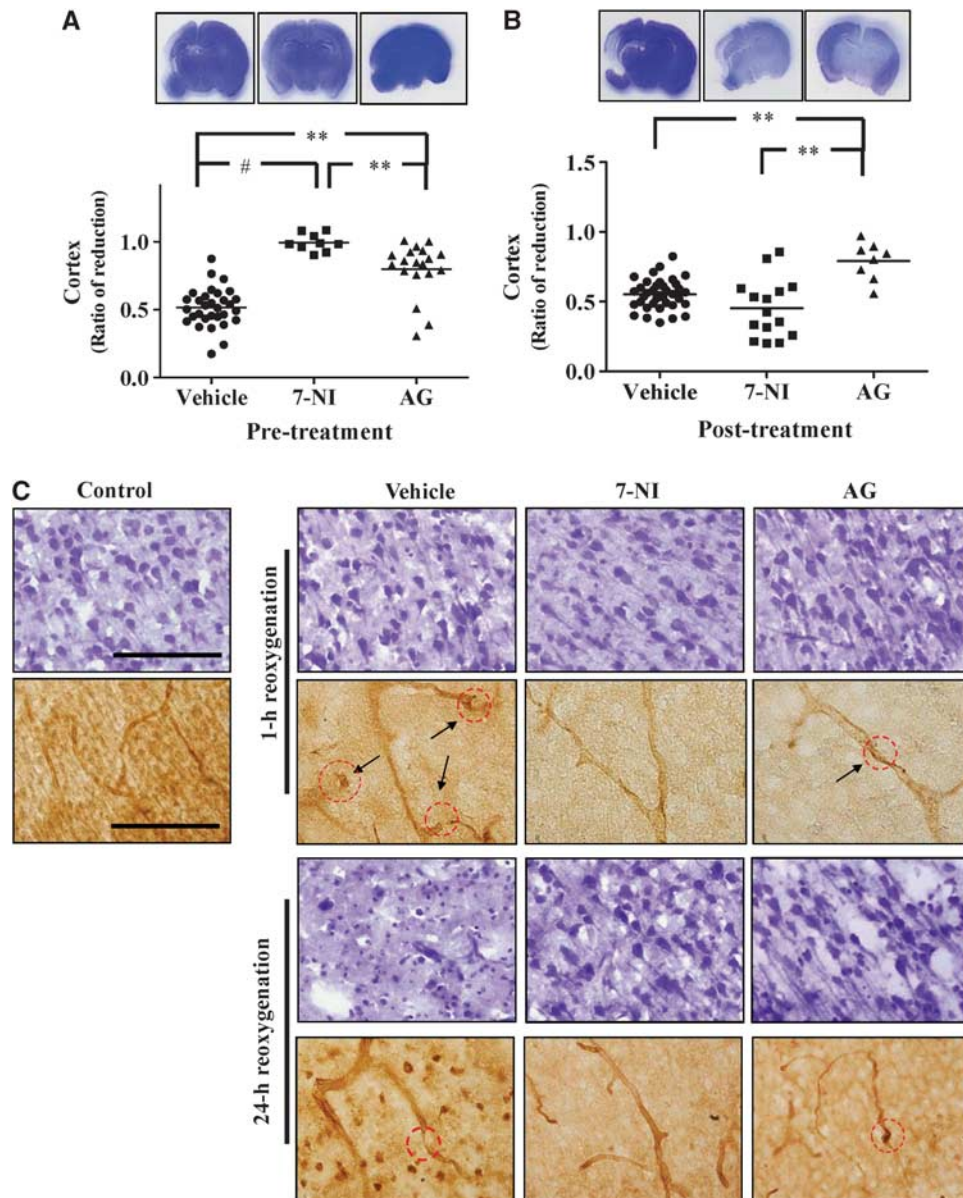 A
**
#
**
Cortex
(Ratio of reduction)
1.0
0.5
0.0
Vehicle
7-NI
AG
Pre-treatment
B
**
**
Cortex
(Ratio of reduction)
1.5
1.0
0.5
0.0
Vehicle
7-NI
AG
Post-treatment
C
Control
Vehicle
7-NI
AG
1-h reoxygenation
24-h reoxygenation